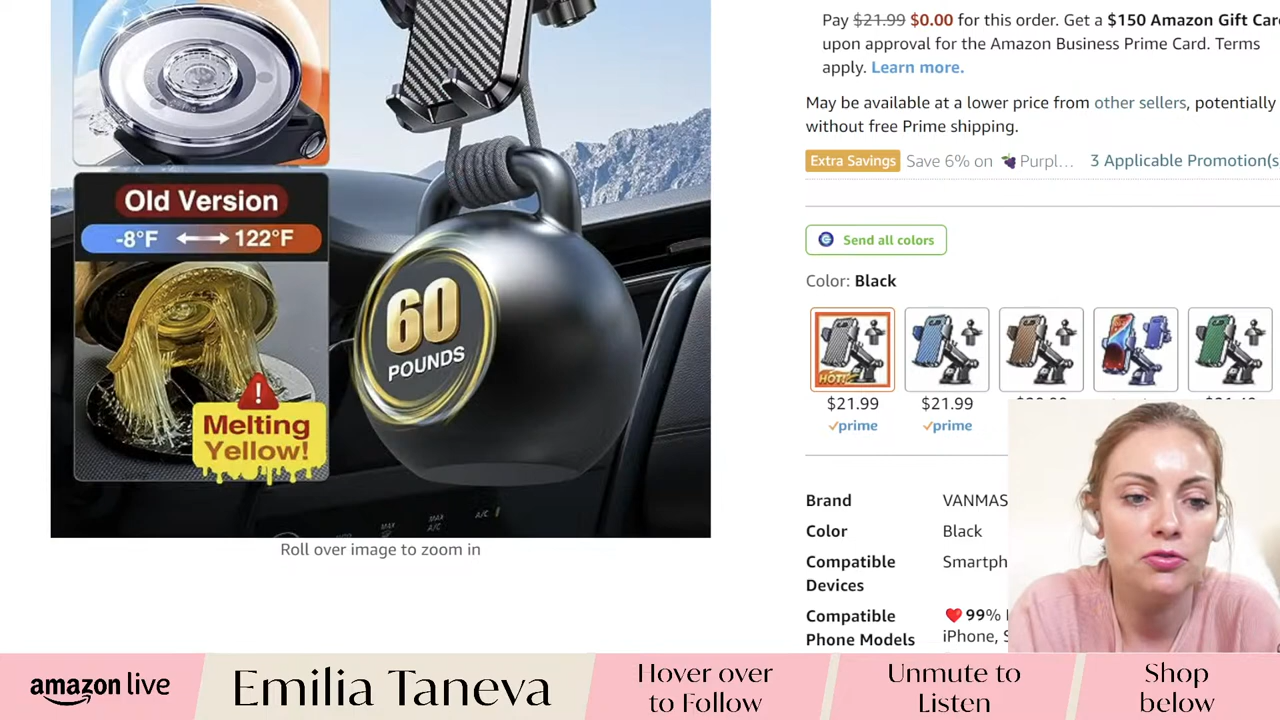 Old Version
-8°F 122°F
Melting
Yellow!
60
POUNDS
Roll over image to zoom in
Pay $21.99 $0.00 for this order. Get a $150 Amazon Gift
upon approval for the Amazon Business Prime Card. Terms
apply. Learn more.
May be available at a lower price from other sellers, potentially
without free Prime shipping.
Extra Savings Save 6% on Purpl... 3 Applicable Promotion(s
Send all colors
Color: Black
HOT!
$21.99 $21.99
prime prime
Brand VANMAS
Color Black
Compatible Smartph
Devices
Compatible 99%
Phone Models iPhone,
amazon live
Emilia Taneva
Hover over
to Follow
Unmute to
Listen
Shop
below